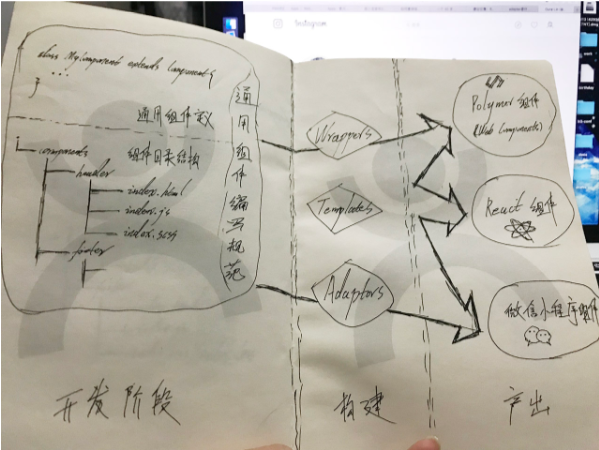 Instagram
class MyComponent extends Component {
...
}
通用组件定义
components
组件目录结构
header
index.html
index.js
index.scss
footer
通用组件编写规范
Wrappers
Templates
Adaptors
</>
Polymer 组件
(Web Components)
React 组件
微信小程序组件
开发阶段
构建
产出